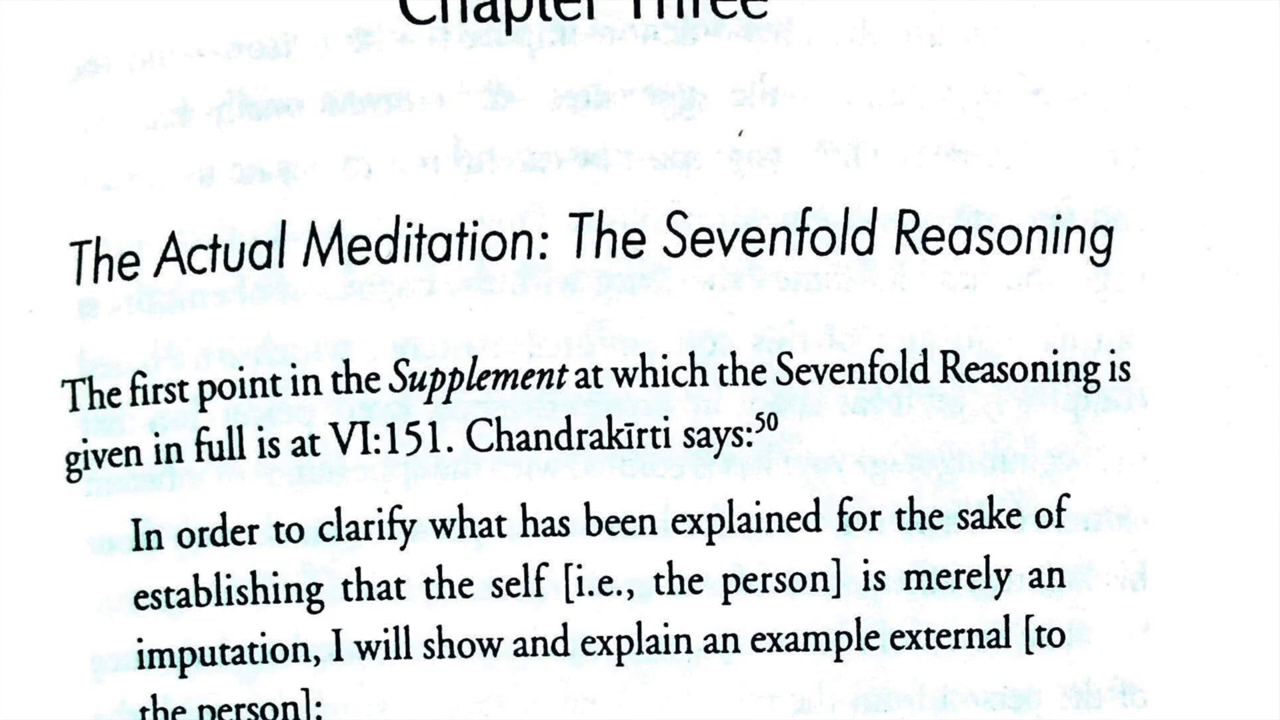 Chapter Three
The Actual Meditation: The Sevenfold Reasoning
The first point in the Supplement at which the Sevenfold Reasoning is
given in full is at VI:151. Chandrakīrti says:50
In order to clarify what has been explained for the sake of
establishing that the self [i.e., the person] is merely an
imputation, I will show and explain an example external [to
the person]: